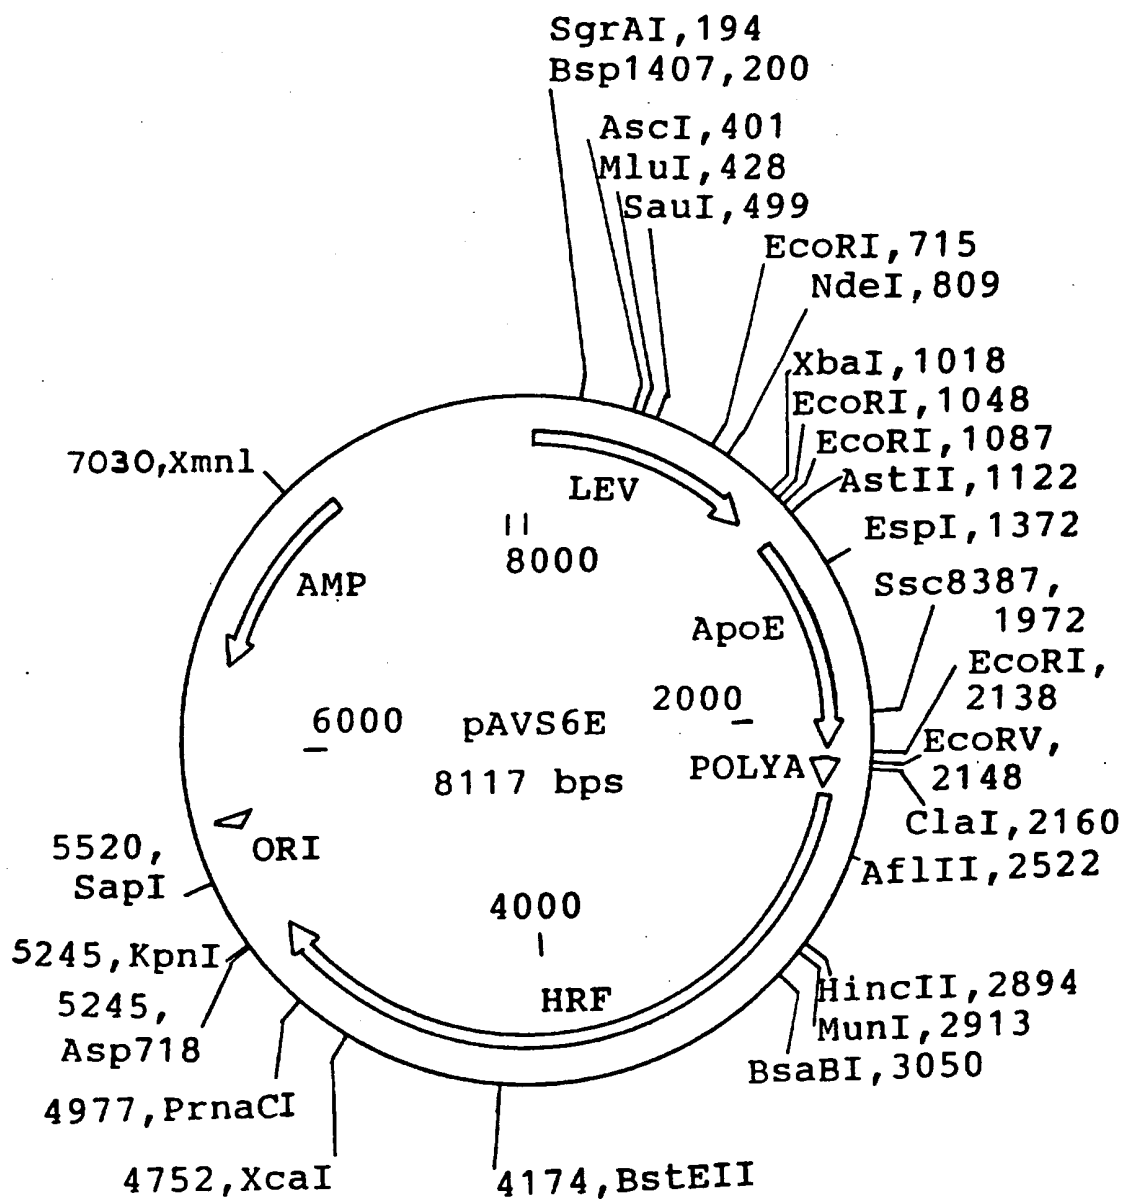 SgrAI,194
Bsp1407,200
AscI,401
MluI,428
SauI,499
EcoRI,715
NdeI,809
XbaI,1018
EcoRI,1048
EcoRI,1087
AstII,1122
EspI,1372
Ssc8387,
1972
EcoRI,
2138
EcoRV,
2148
ClaI,2160
AflII,2522
HincII,2894
MunI,2913
BsaBI,3050
4174,BstEII
4752,XcaI
4977,PrnaCI
5245,
Asp718
5245,KpnI
5520,
SapI
7030,Xmnl
LEV
8000
AMP
ApoE
2000
6000
pAVS6E
8117 bps
POLYA
ORI
4000
HRF